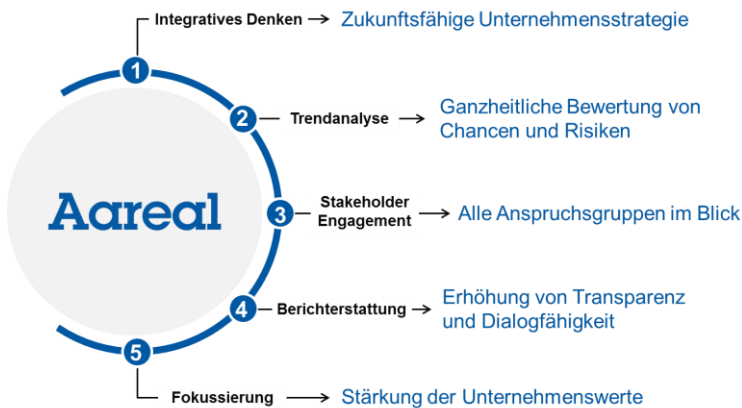 1
Integratives Denken
Zukunftsfähige Unternehmensstrategie
2
Trendanalyse
Ganzheitliche Bewertung von
Chancen und Risiken
Aareal
3
Stakeholder
Engagement
Alle Anspruchsgruppen im Blick
4
Berichterstattung
Erhöhung von Transparenz
und Dialogfähigkeit
5
Fokussierung
Stärkung der Unternehmenswerte